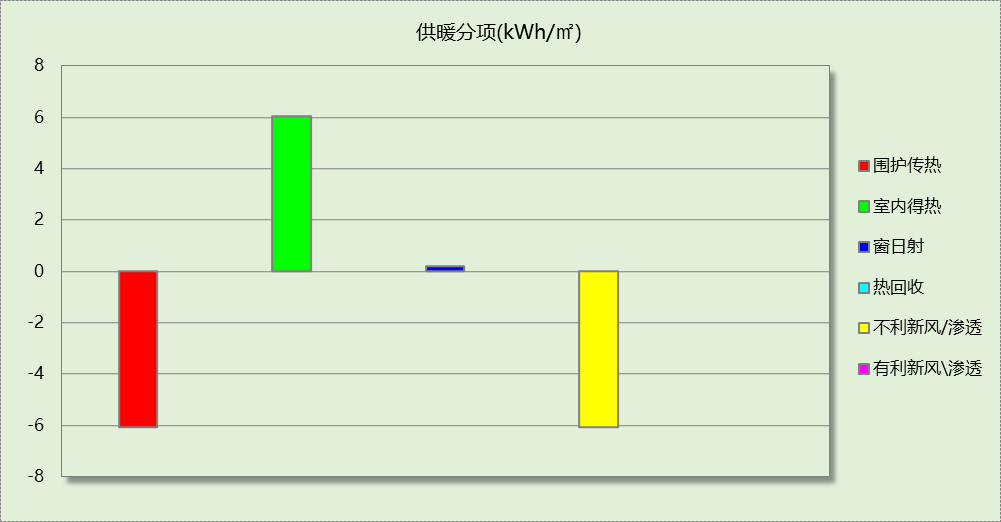 供暖分项(kWh/㎡)
8
6
4
2
0
-2
-4
-6
-8
围护传热
室内得热
窗日射
热回收
不利新风/渗透
有利新风\渗透